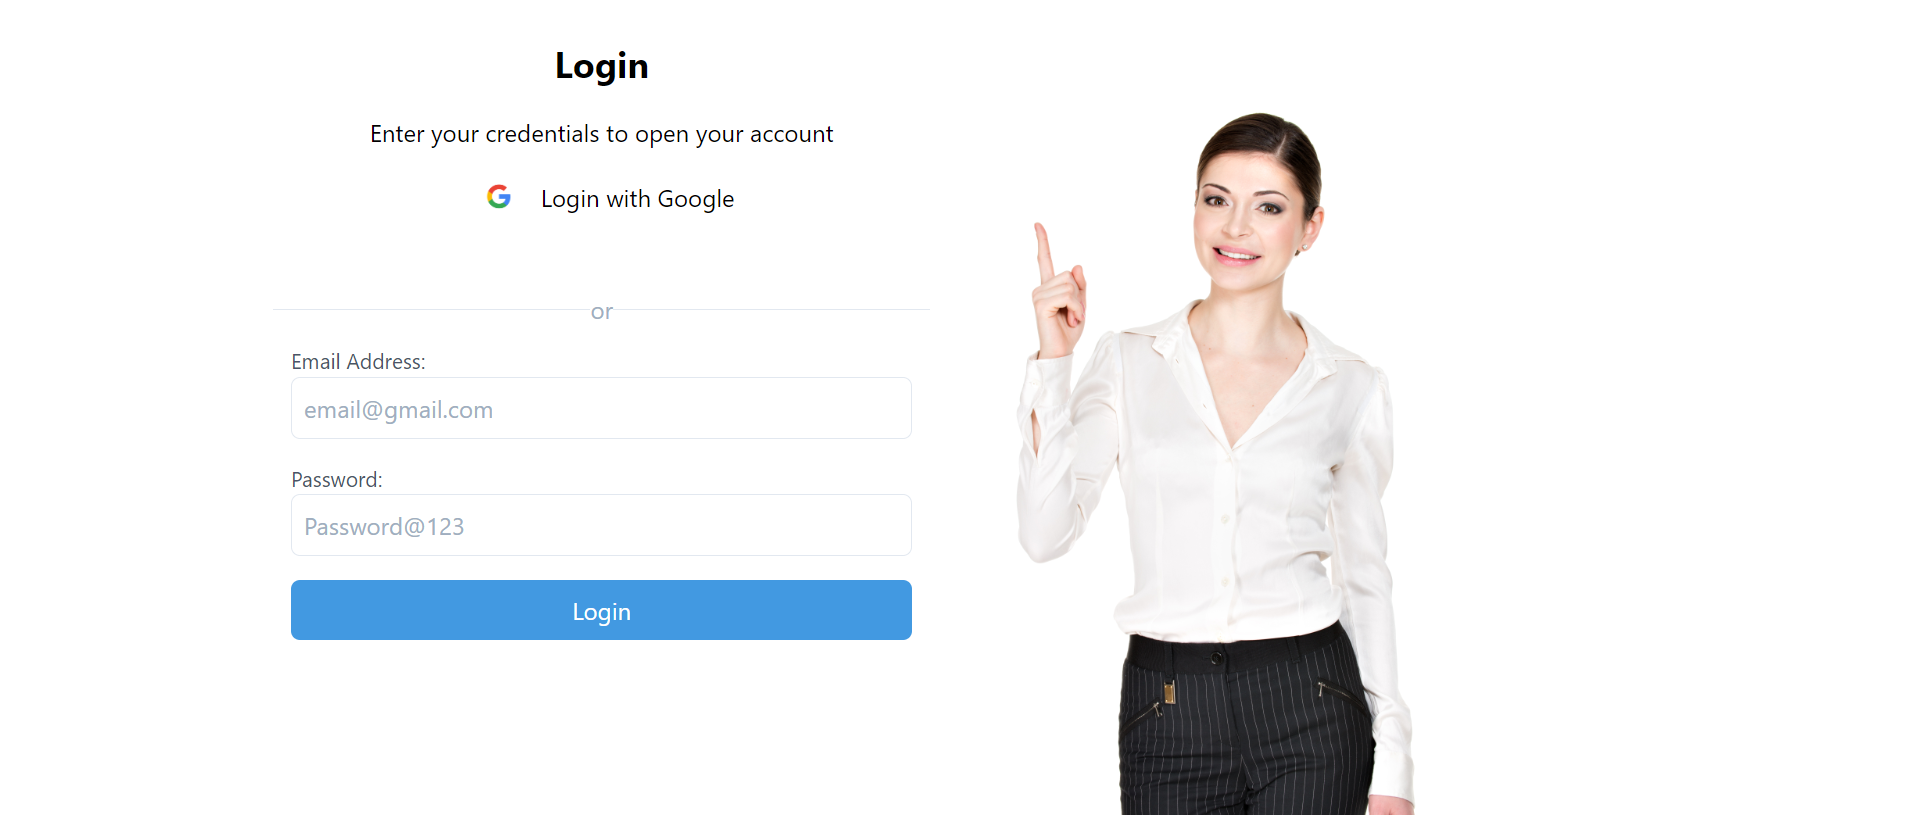 Login
Enter your credentials to open your account
Login with Google
or
Email Address:
email@gmail.com
Password:
Password@123
Login